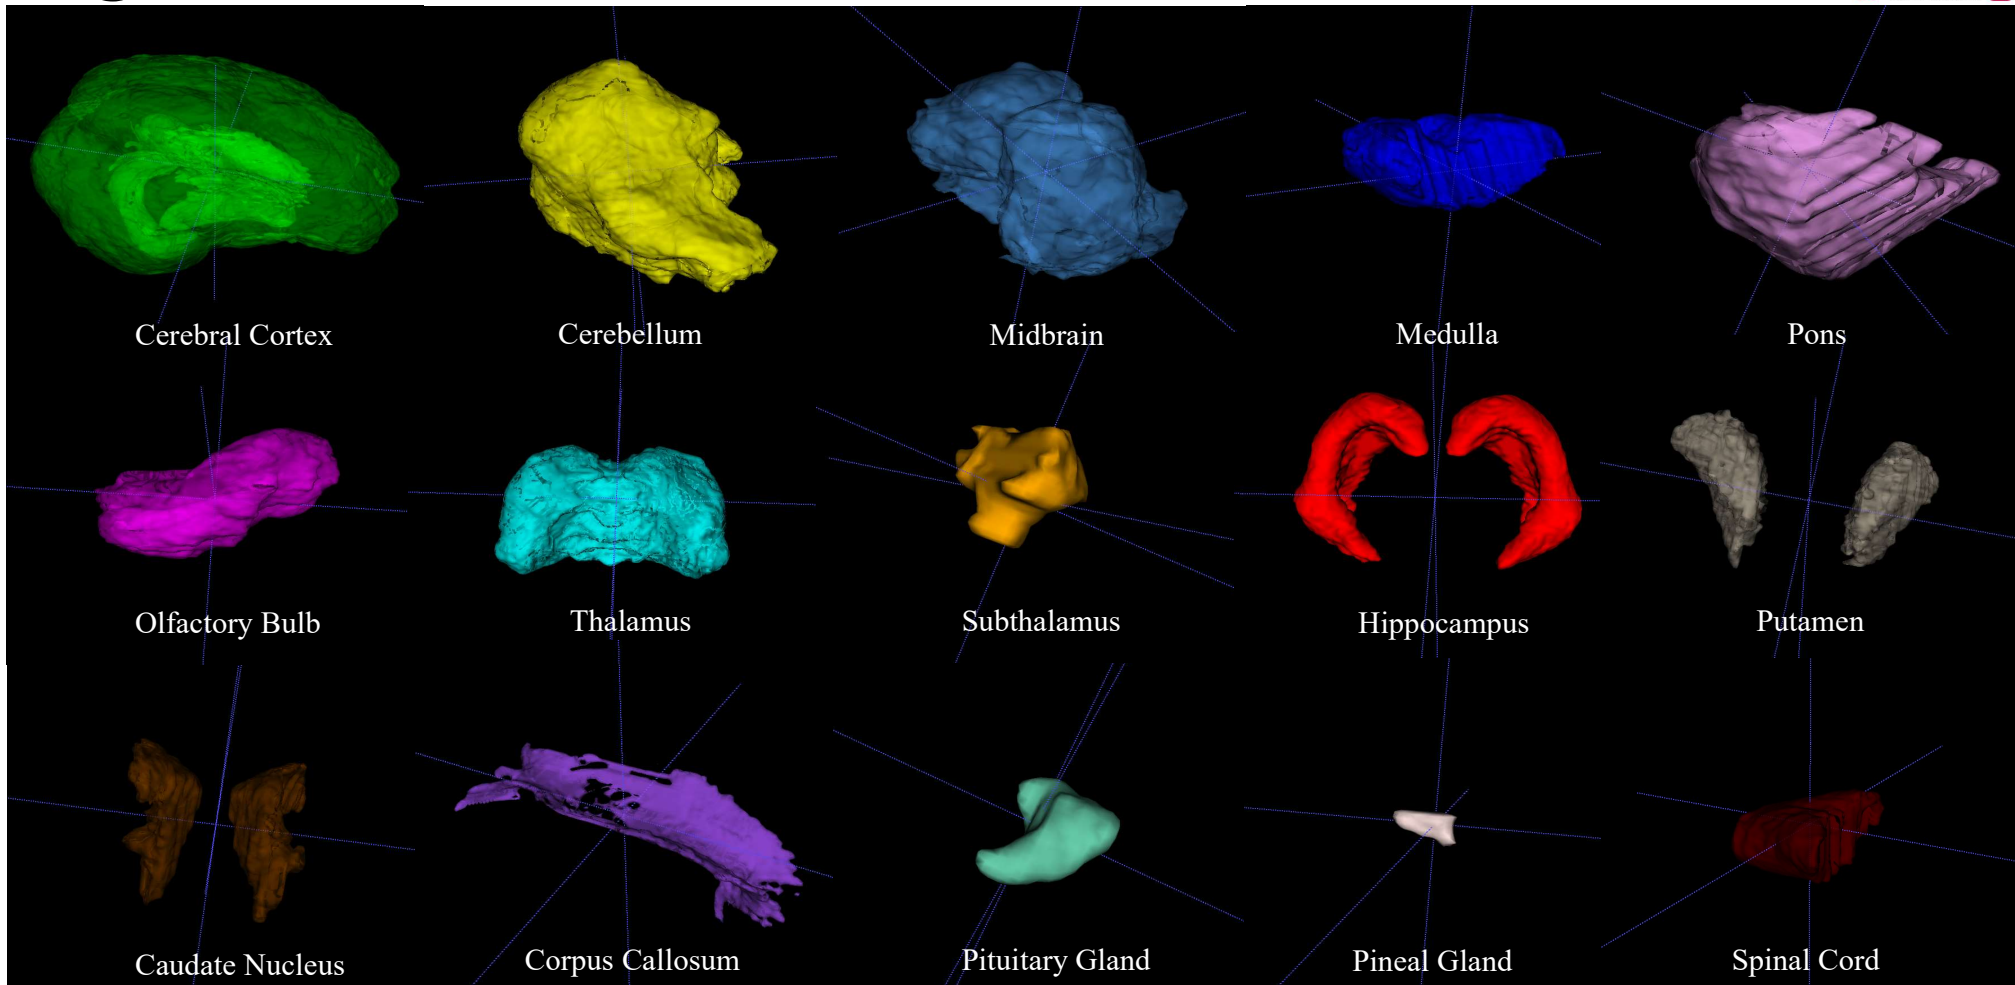 Cerebral Cortex
Cerebellum
Midbrain
Medulla
Pons
Olfactory Bulb
Thalamus
Subthalamus
Hippocampus
Putamen
Caudate Nucleus
Corpus Callosum
Pituitary Gland
Pineal Gland
Spinal Cord